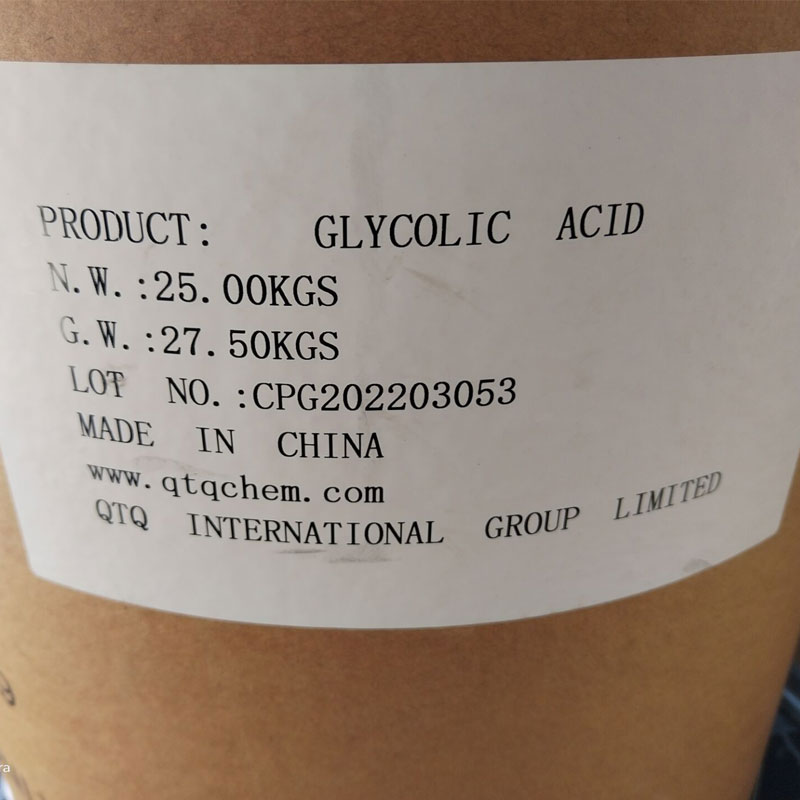 PRODUCT: GLYCOLIC ACID
N.W.:25.00KGS
G.W.:27.50KGS
LOT NO.:CPG202203053
MADE IN CHINA
www.qtqchem.com
QTQ INTERNATIONAL GROUP LIMITED